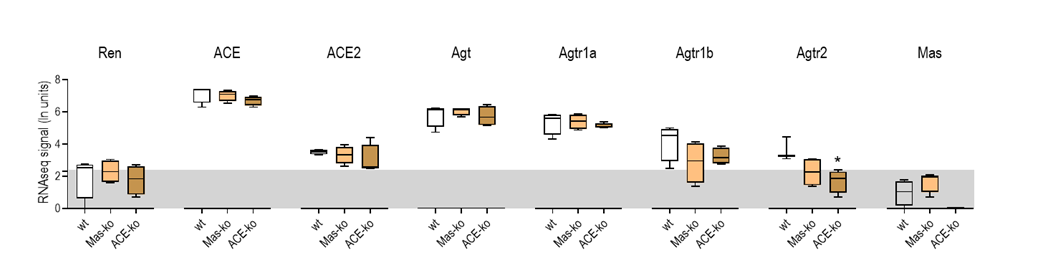 Ren ACE ACE2 Agt Agtr1a Agtr1b Agtr2 Mas
RNAseq signal (ln units)
8
6
4
2
0
*
wt Mas-ko ACE-ko wt Mas-ko ACE-ko wt Mas-ko ACE-ko wt Mas-ko ACE-ko wt Mas-ko ACE-ko wt Mas-ko ACE-ko wt Mas-ko ACE-ko wt Mas-ko ACE-ko